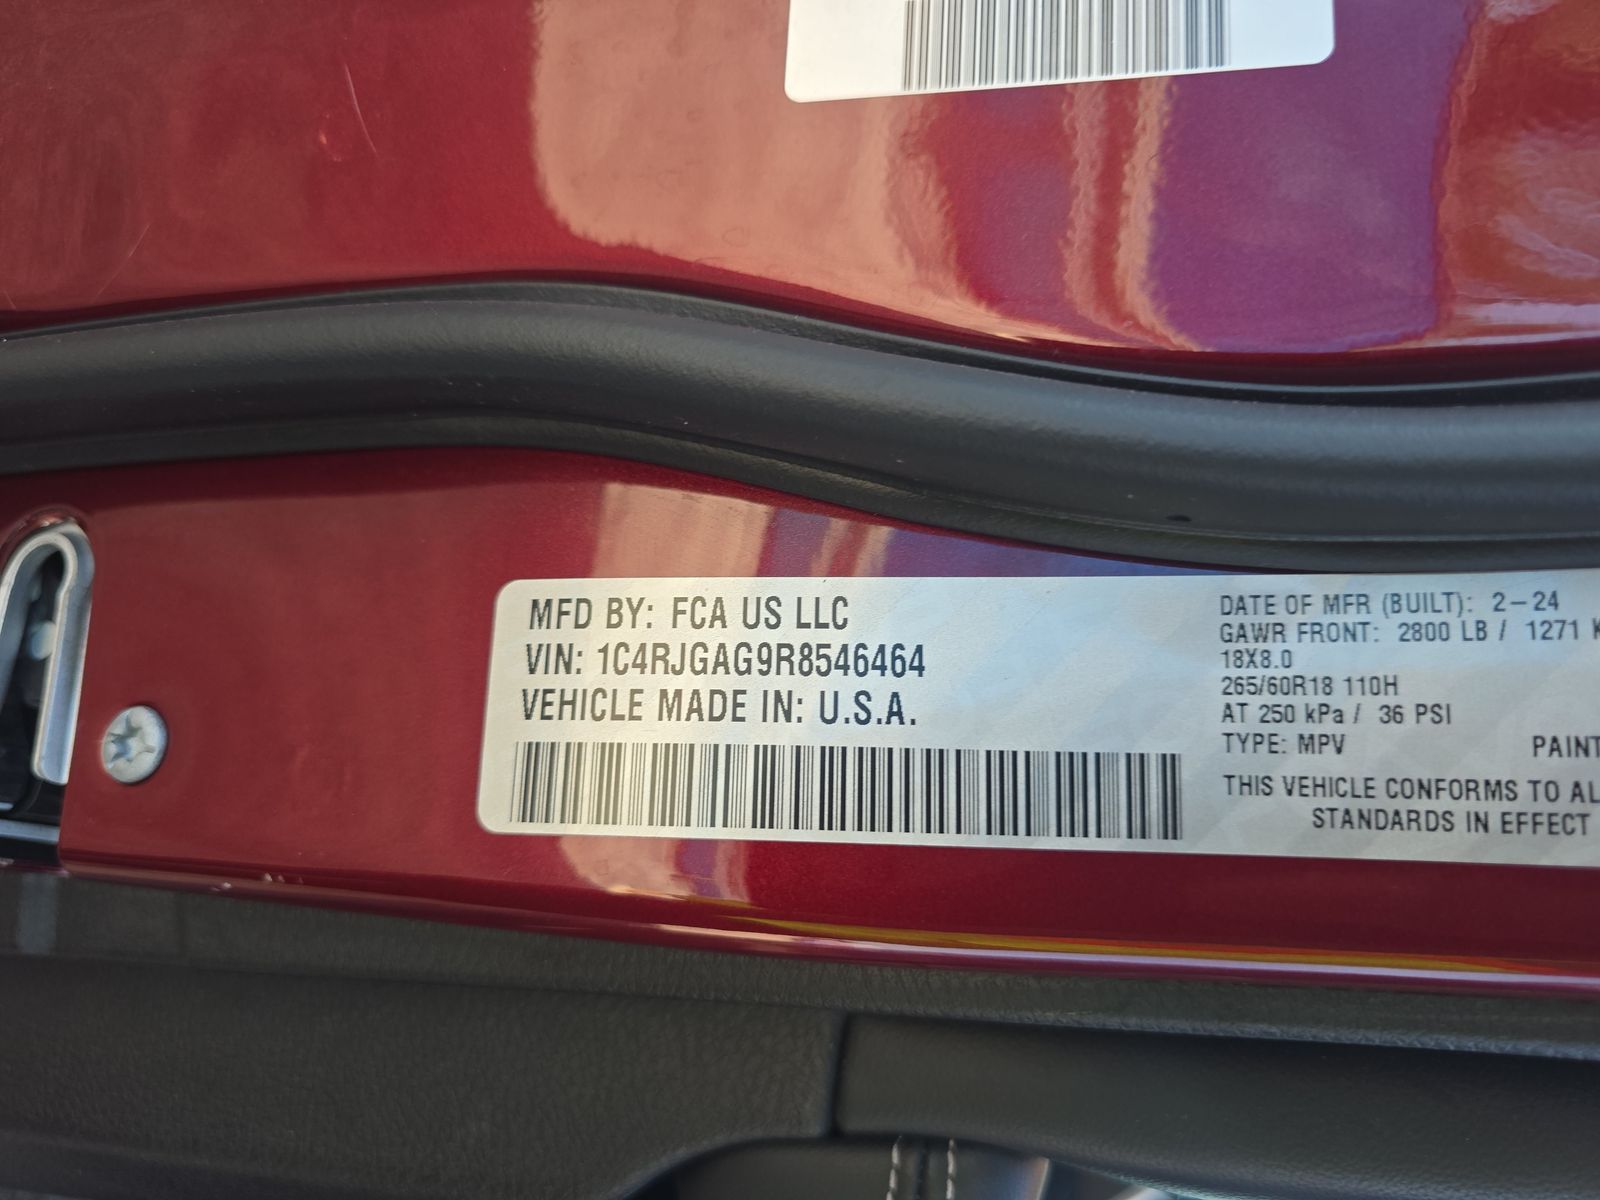 MFD BY: FCA US LLC
VIN: 1C4RJGAG9R8546464
VEHICLE MADE IN: U.S.A.
DATE OF MFR (BUILT): 2-24
GAWR FRONT: 2800 LB / 1271 K
18X8.0
265/60R18 110H
AT 250 kPa / 36 PSI
TYPE: MPV PAINT
THIS VEHICLE CONFORMS TO AL
STANDARDS IN EFFECT